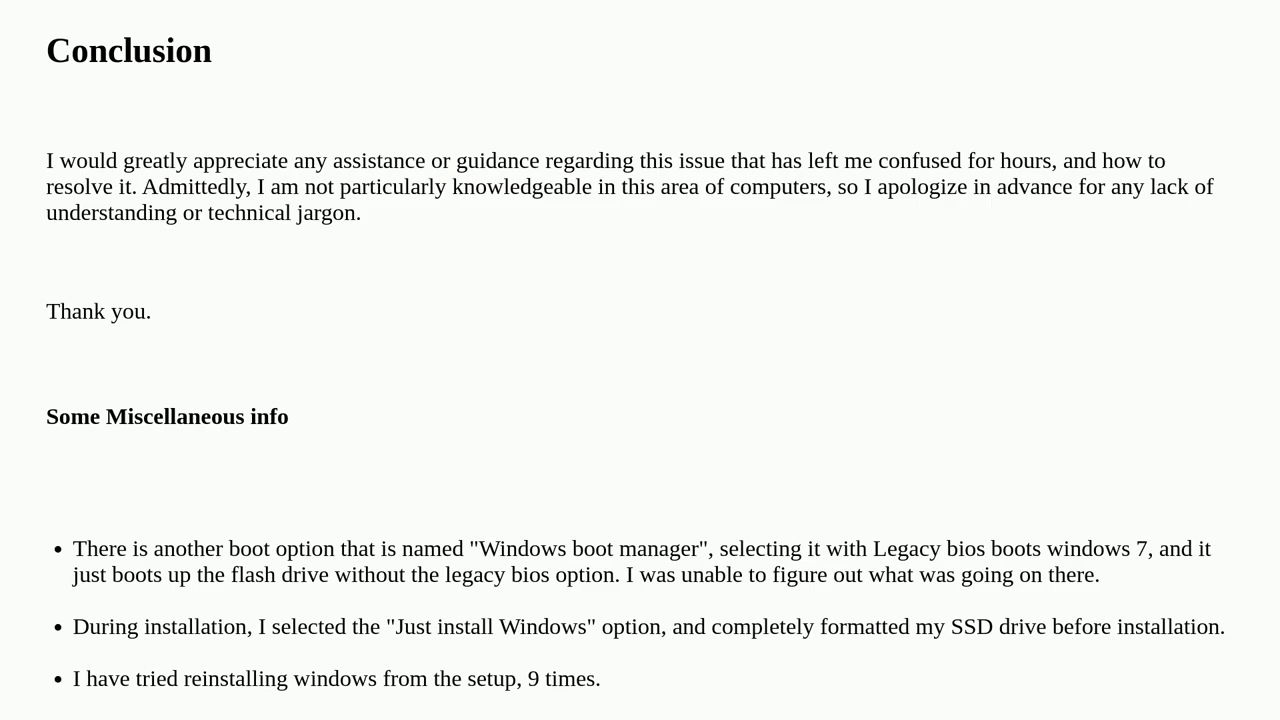 Conclusion
I would greatly appreciate any assistance or guidance regarding this issue that has left me confused for hours, and how to
resolve it. Admittedly, I am not particularly knowledgeable in this area of computers, so I apologize in advance for any lack of
understanding or technical jargon.
Thank you.
Some Miscellaneous info
• There is another boot option that is named "Windows boot manager", selecting it with Legacy bios boots windows 7, and it
just boots up the flash drive without the legacy bios option. I was unable to figure out what was going on there.
• During installation, I selected the "Just install Windows" option, and completely formatted my SSD drive before installation.
• I have tried reinstalling windows from the setup, 9 times.